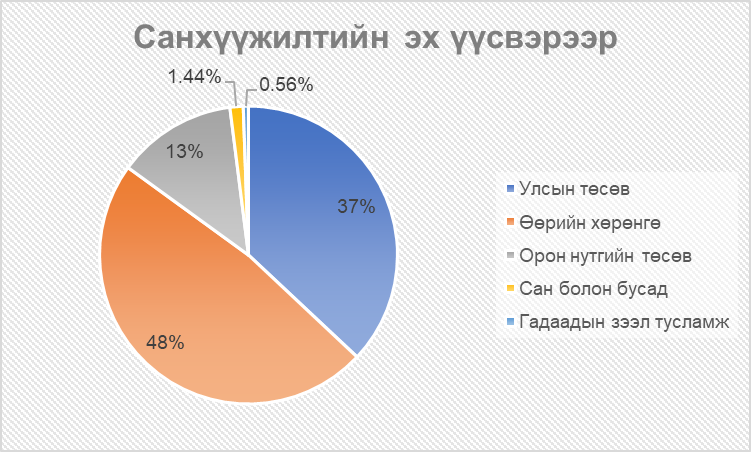 Санхүүжилтийн эх үүсвэрээр
1.44%
0.56%
13%
37%
48%
Улсын төсөв
Өөрийн хөрөнгө
Орон нутгийн төсөв
Сан болон бусад
Гадаадын зээл тусламж